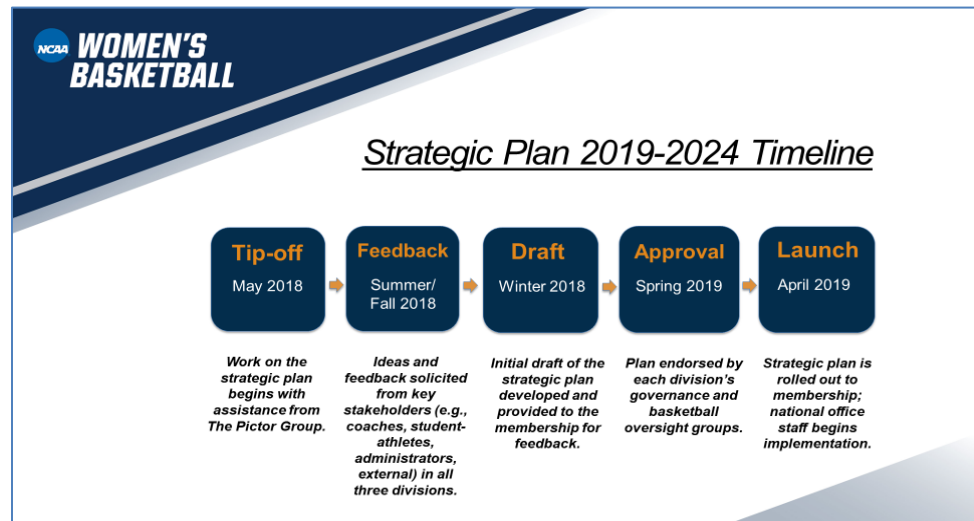 NCAA WOMEN'S
BASKETBALL
Strategic Plan 2019-2024 Timeline
Tip-off
May 2018
Feedback
Summer/
Fall 2018
Draft
Winter 2018
Approval
Spring 2019
Launch
April 2019
Work on the
strategic plan
begins with
assistance from
The Pictor Group.
Ideas and
feedback solicited
from key
stakeholders (e.g.,
coaches, student-
athletes,
administrators,
external) in all
three divisions.
Initial draft of the
strategic plan
developed and
provided to the
membership for
feedback.
Plan endorsed by
each division's
governance and
basketball
oversight groups.
Strategic plan is
rolled out to
membership;
national office
staff begins
implementation.